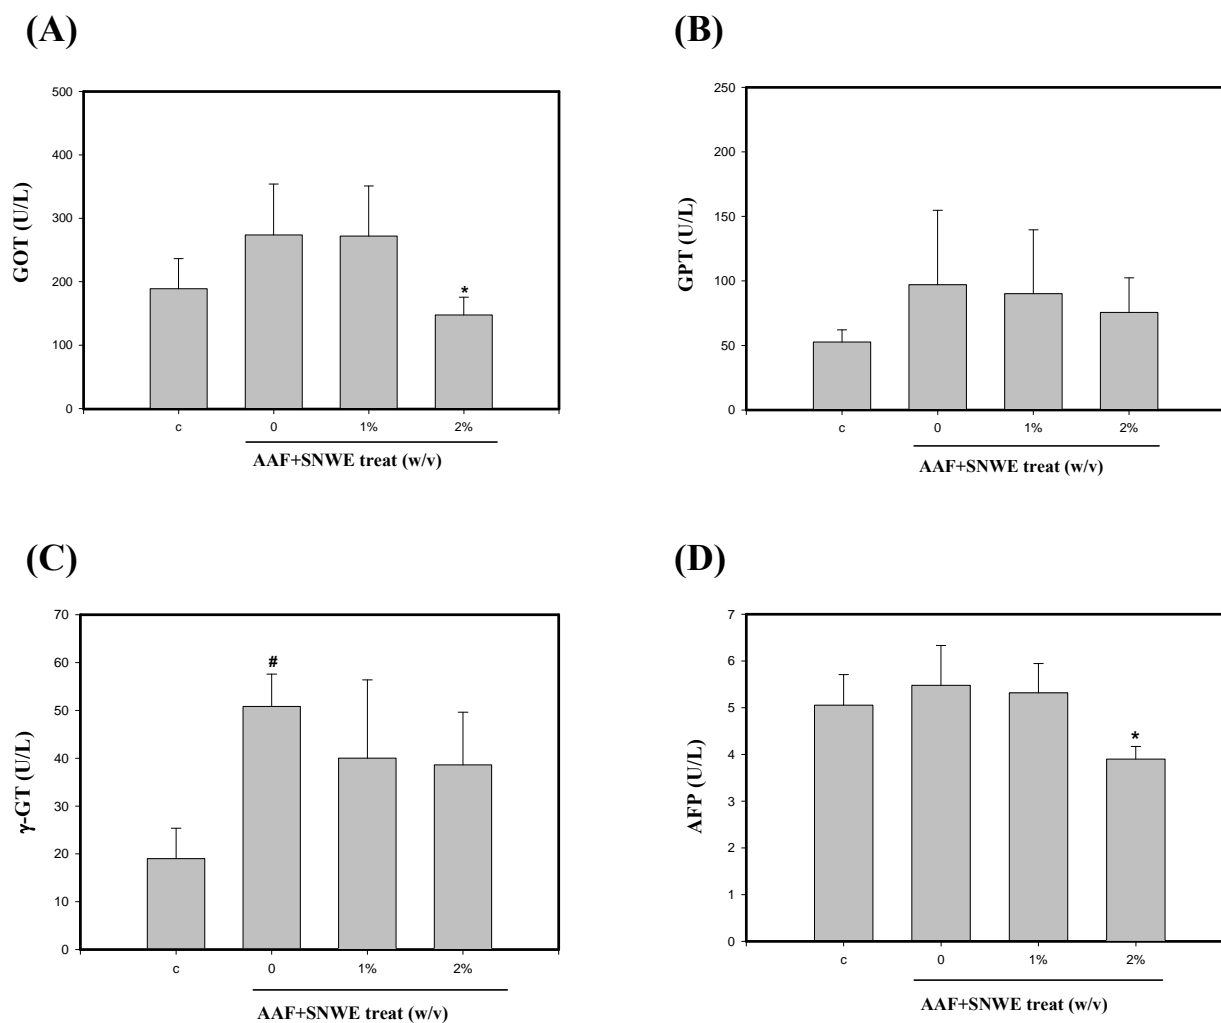 (A)
500
400
300
200
100
0
GOT (U/L)
*
c 0 1% 2%
AAF+SNWE treat (w/v)
(B)
250
200
150
100
50
0
GPT (U/L)
c 0 1% 2%
AAF+SNWE treat (w/v)
(C)
70
60
50
40
30
20
10
0
γ-GT (U/L)
#
c 0 1% 2%
AAF+SNWE treat (w/v)
(D)
7
6
5
4
3
2
1
0
AFP (U/L)
*
c 0 1% 2%
AAF+SNWE treat (w/v)